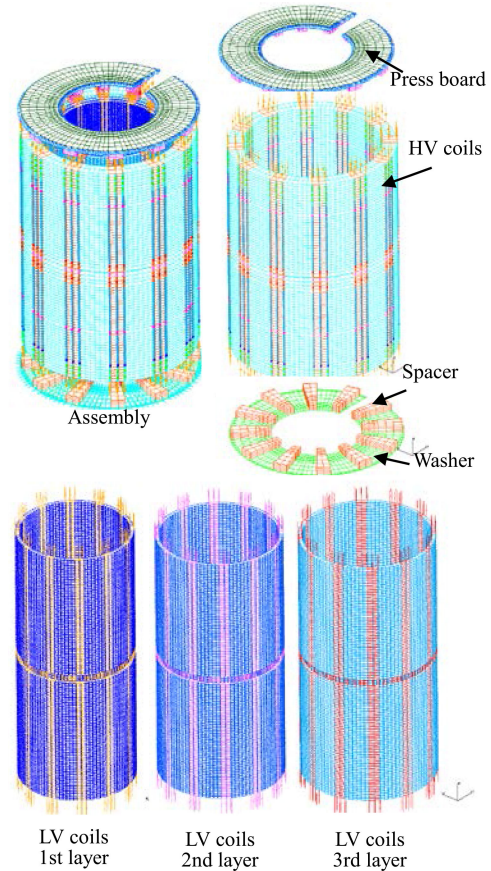 Press board
HV coils
Spacer
Assembly
Washer
LV coils
1st layer
LV coils
2nd layer
LV coils
3rd layer